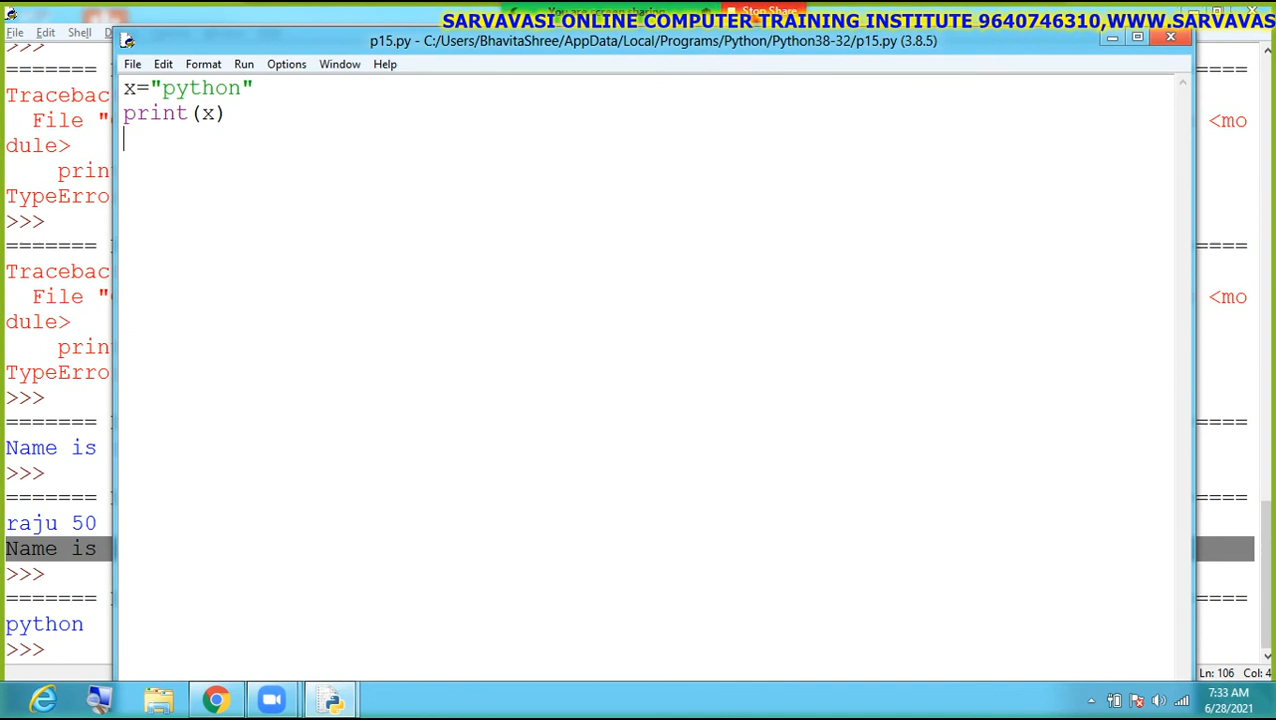 SARVAVASI ONLINE COMPUTER TRAINING INSTITUTE 9640746310,WWW.SARVAVAS
p15.py - C:/Users/BhavitaShree/AppData/Local/Programs/Python/Python38-32/p15.py (3.8.5)
File Edit Shell
File Edit Format Run Options Window Help
x="python"
print(x)
>>>
=======
Tracebac
File "
<mo
dule>
prin
TypeErro
>>>
=======
Tracebac
File "
<mo
dule>
prin
TypeErro
>>>
=======
Name is
>>>
=======
raju 50
Name is
>>>
=======
python
>>>
Ln: 106 Col: 4
7:33 AM
6/28/2021